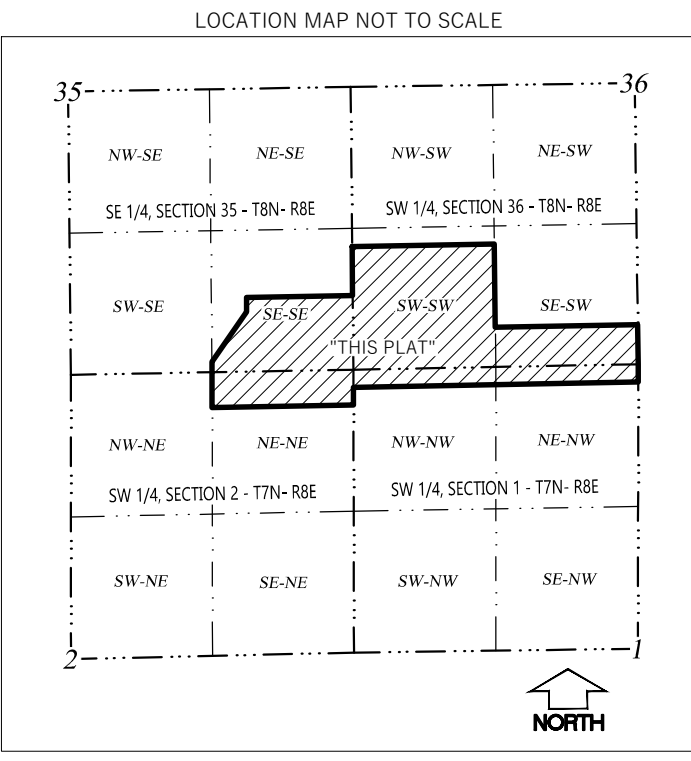 LOCATION MAP NOT TO SCALE
35
36
NW-SE
NE-SE
NW-SW
NE-SW
SE 1/4, SECTION 35 - T8N- R8E
SW 1/4, SECTION 36 - T8N- R8E
SW-SE
SE-SE
SW-SW
SE-SW
"THIS PLAT"
NW-NE
NE-NE
NW-NW
NE-NW
SW 1/4, SECTION 2 - T7N- R8E
SW 1/4, SECTION 1 - T7N- R8E
SW-NE
SE-NE
SW-NW
SE-NW
2
1
NORTH